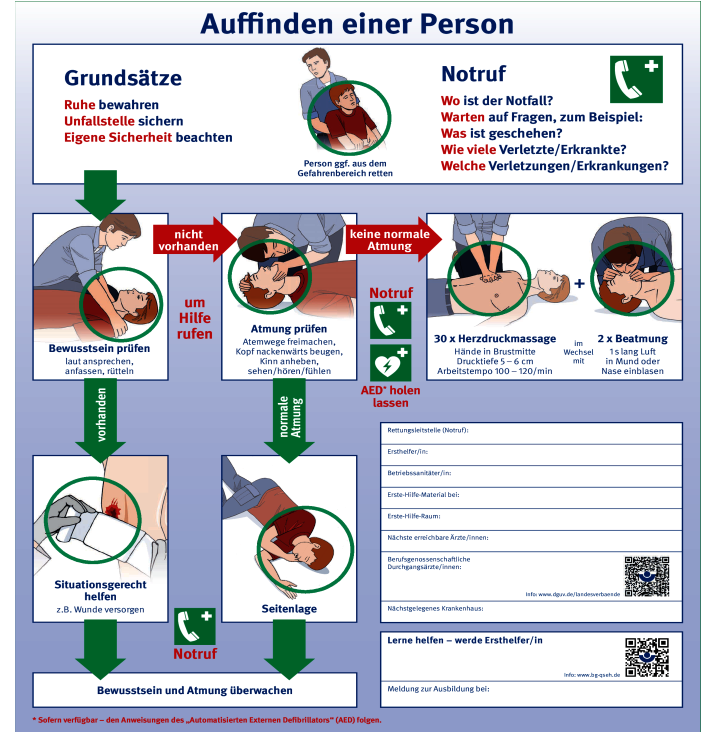 Auffinden einer Person
Grundsätze
Ruhe bewahren
Unfallstelle sichern
Eigene Sicherheit beachten
Person ggf. aus dem
Gefahrenbereich retten
Notruf
Wo ist der Notfall?
Warten auf Fragen, zum Beispiel:
Was ist geschehen?
Wie viele Verletzte/Erkrankte?
Welche Verletzungen/Erkrankungen?
Bewusstsein prüfen
laut ansprechen,
anfassen, rütteln
nicht
vorhanden
um
Hilfe
rufen
Atmung prüfen
Atemwege freimachen,
Kopf nackenwärts beugen,
Kinn anheben,
sehen/hören/fühlen
keine normale
Atmung
Notruf
AED* holen
lassen
30 x Herzdruckmassage
Hände in Brustmitte
Drucktiefe 5 – 6 cm
Arbeitstempo 100 – 120/min
+
im
Wechsel
mit
2 x Beatmung
1 s lang Luft
in Mund oder
Nase einblasen
vorhanden
normale
Atmung
Situationsgerecht
helfen
z.B. Wunde versorgen
Notruf
Seitenlage
Bewusstsein und Atmung überwachen
Rettungsleitstelle (Notruf):
Ersthelfer/in:
Betriebssanitäter/in:
Erste-Hilfe-Material bei:
Erste-Hilfe-Raum:
Nächste erreichbare Ärzte/innen:
Berufsgenossenschaftliche
Durchgangsärzte/innen:
Info: www.dguv.de/landesverbaende
Nächstgelegenes Krankenhaus:
Lerne helfen – werde Ersthelfer/in
Info: www.bg-qseh.de
Meldung zur Ausbildung bei:
* Sofern verfügbar – den Anweisungen des „Automatisierten Externen Defibrillators“ (AED) folgen.